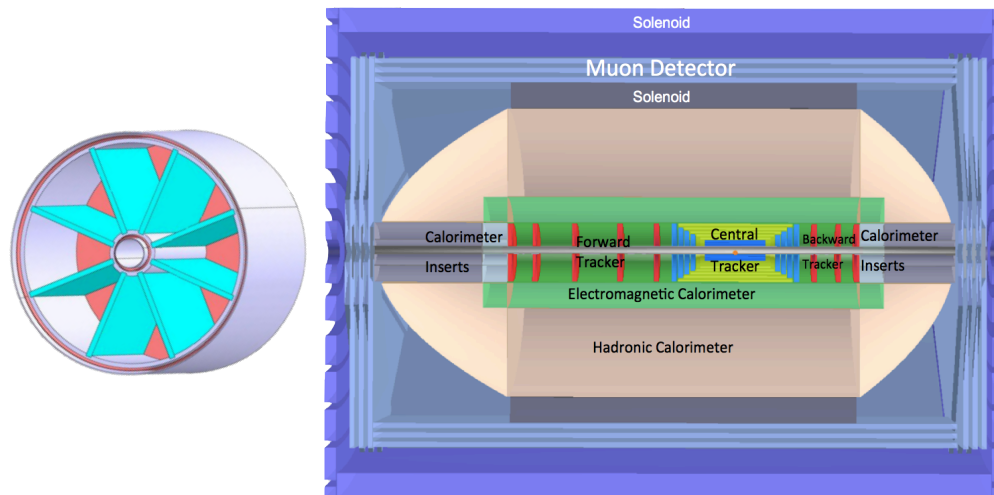 Solenoid
Muon Detector
Solenoid
Calorimeter
Forward
Central
Backward
Calorimeter
Inserts
Tracker
Tracker
Tracker
Inserts
Electromagnetic Calorimeter
Hadronic Calorimeter